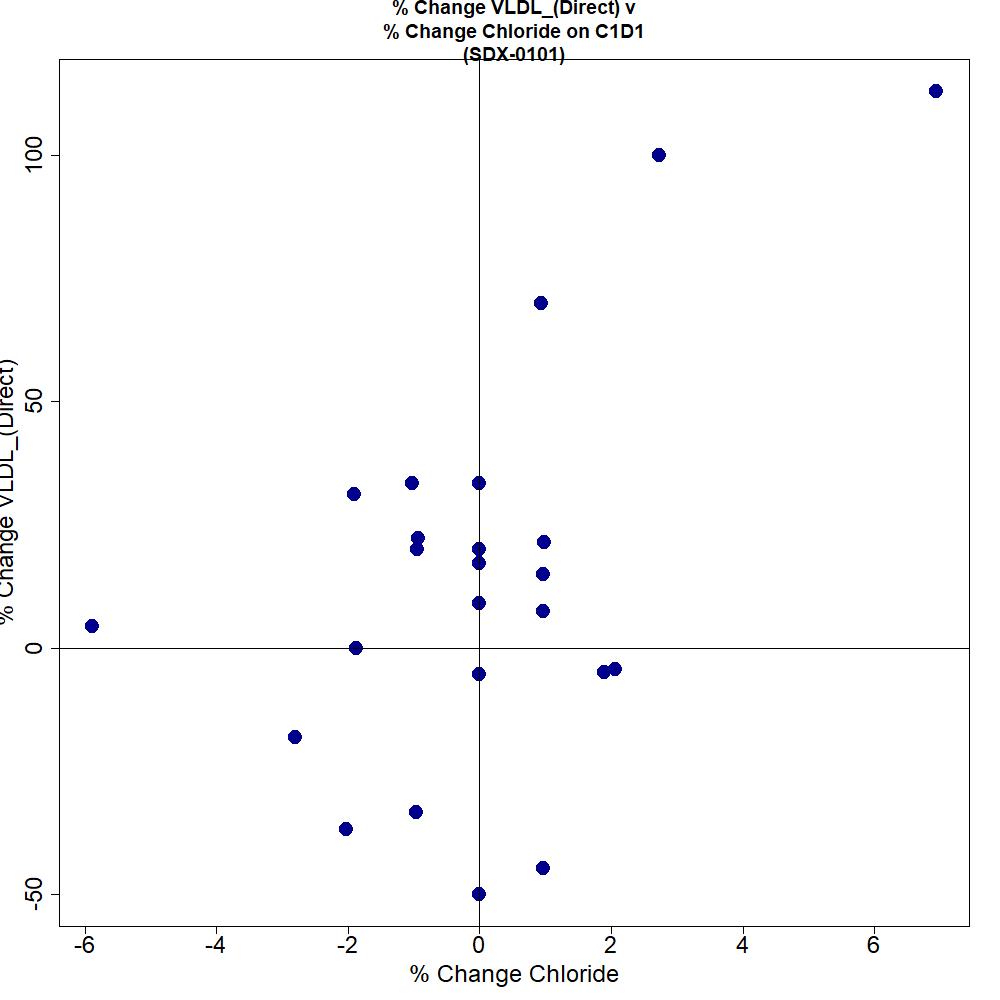 % Change VLDL_(Direct) v
% Change Chloride on C1D1
(SDX-0101)
% Change VLDL_(Direct)
100
50
0
-50
-6
-4
-2
0
2
4
6
% Change Chloride